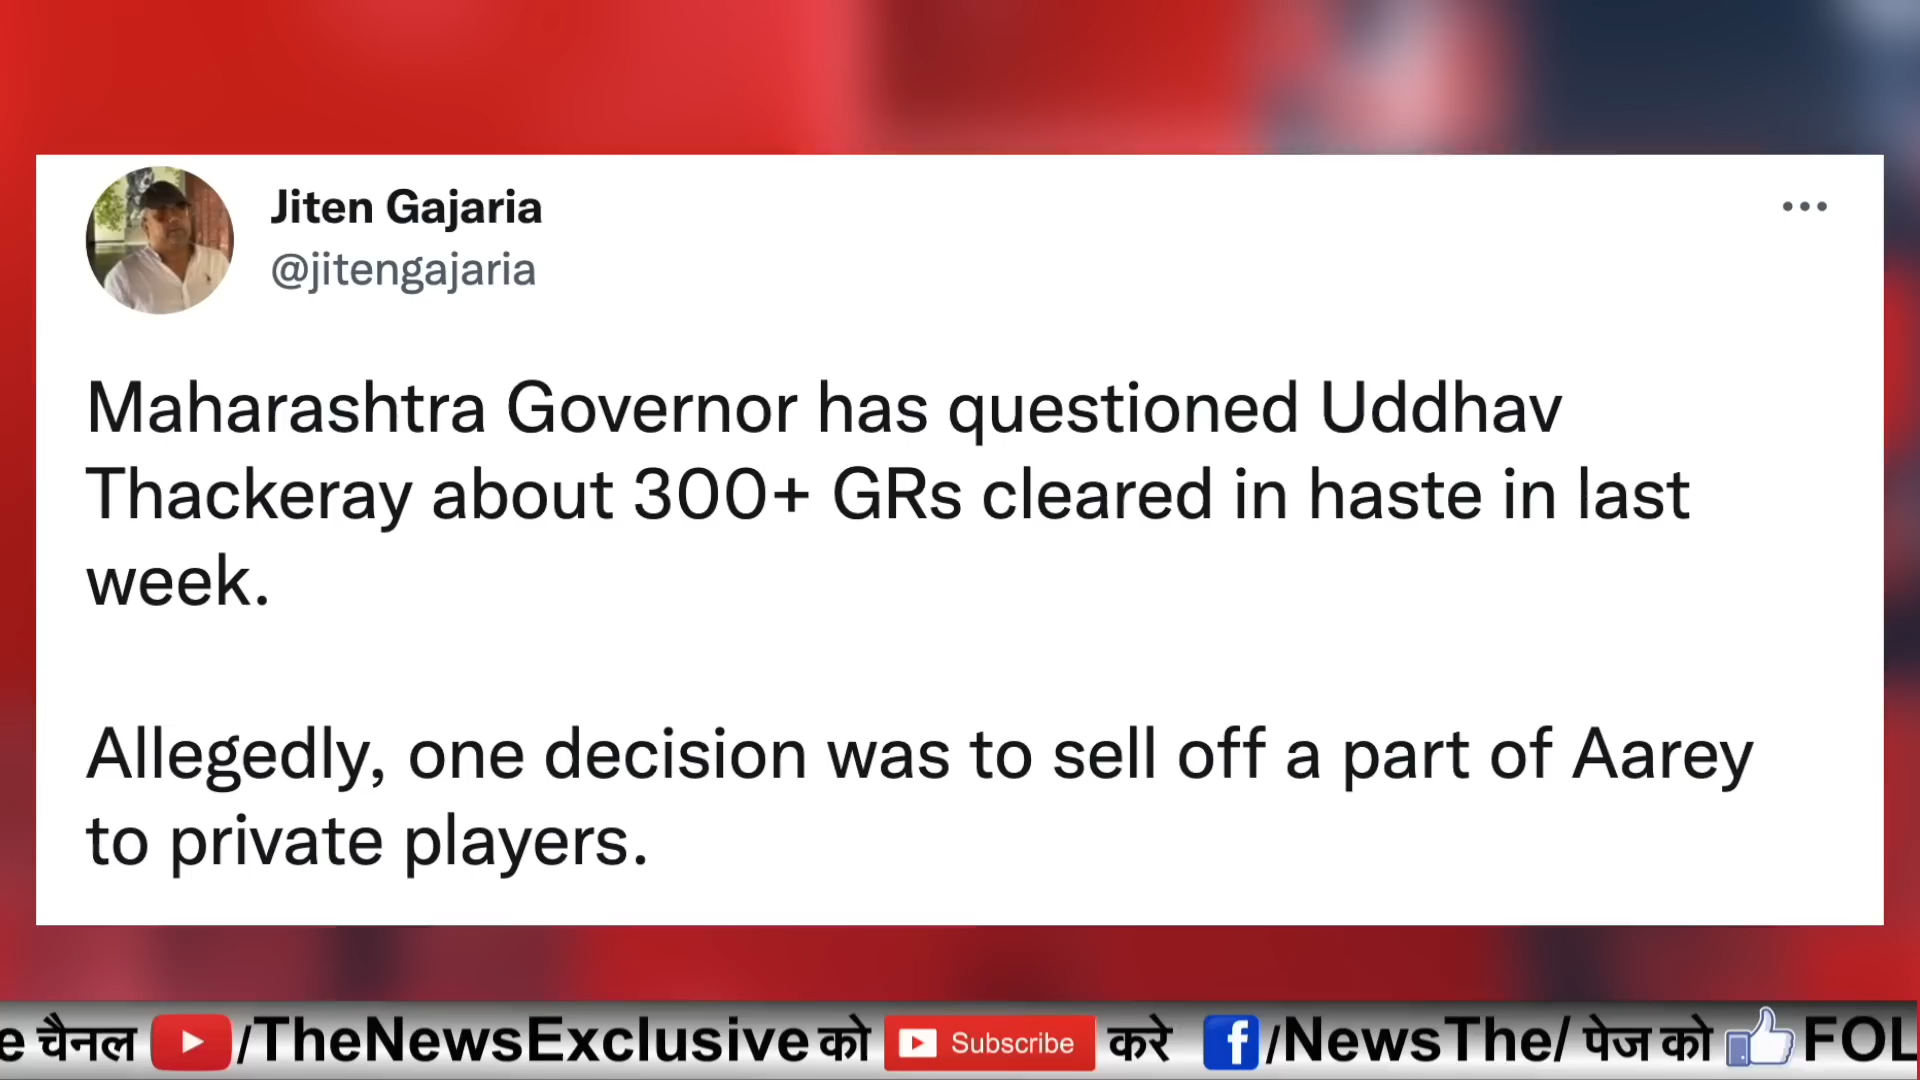 Jiten Gajaria
@jitengajaria
Maharashtra Governor has questioned Uddhav
Thackeray about 300+ GRs cleared in haste in last
week.
Allegedly, one decision was to sell off a part of Aarey
to private players.
e चैनल /TheNewsExclusive को Subscribe करे f /NewsThe/ पेज को FOL